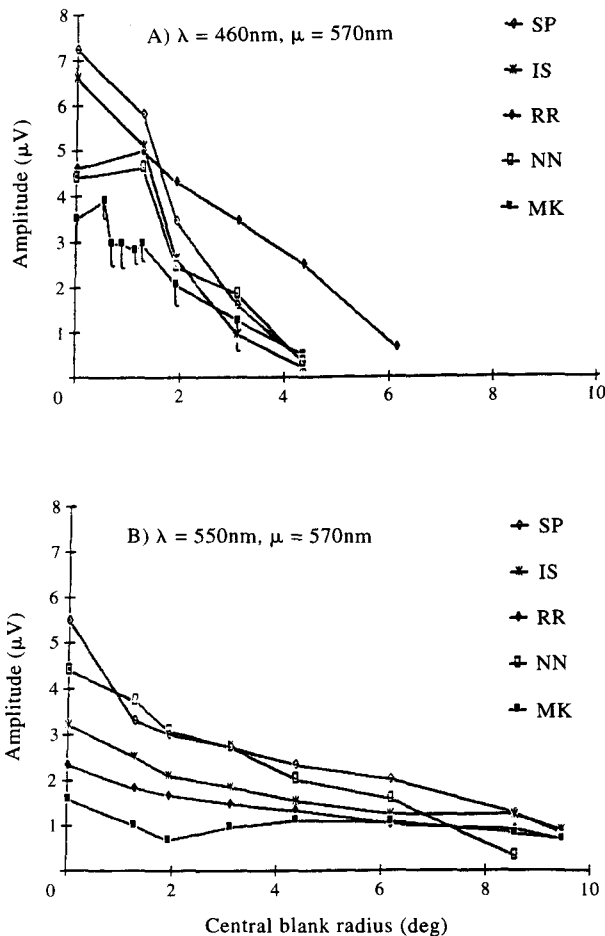 8
7
6
5
4
3
2
1
0
2
4
6
8
10
Amplitude (μV)
A) λ = 460nm, μ = 570nm
SP
IS
RR
NN
MK
8
7
6
5
4
3
2
1
0
2
4
6
8
10
Amplitude (μV)
B) λ = 550nm, μ = 570nm
SP
IS
RR
NN
MK
Central blank radius (deg)